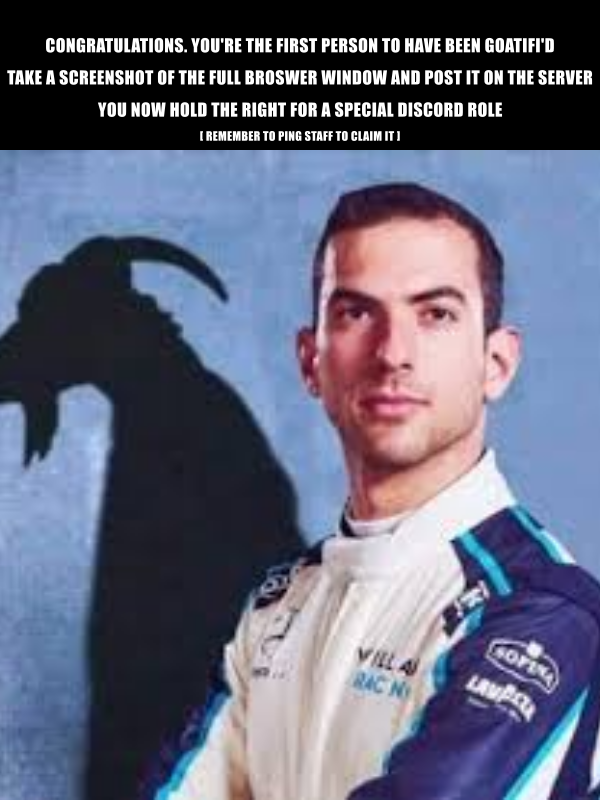 CONGRATULATIONS. YOU'RE THE FIRST PERSON TO HAVE BEEN GOATIFI'D
TAKE A SCREENSHOT OF THE FULL BROSWER WINDOW AND POST IT ON THE SERVER
YOU NOW HOLD THE RIGHT FOR A SPECIAL DISCORD ROLE
[ REMEMBER TO PING STAFF TO CLAIM IT ]
SOFINA
LAVAZZA
RACIN